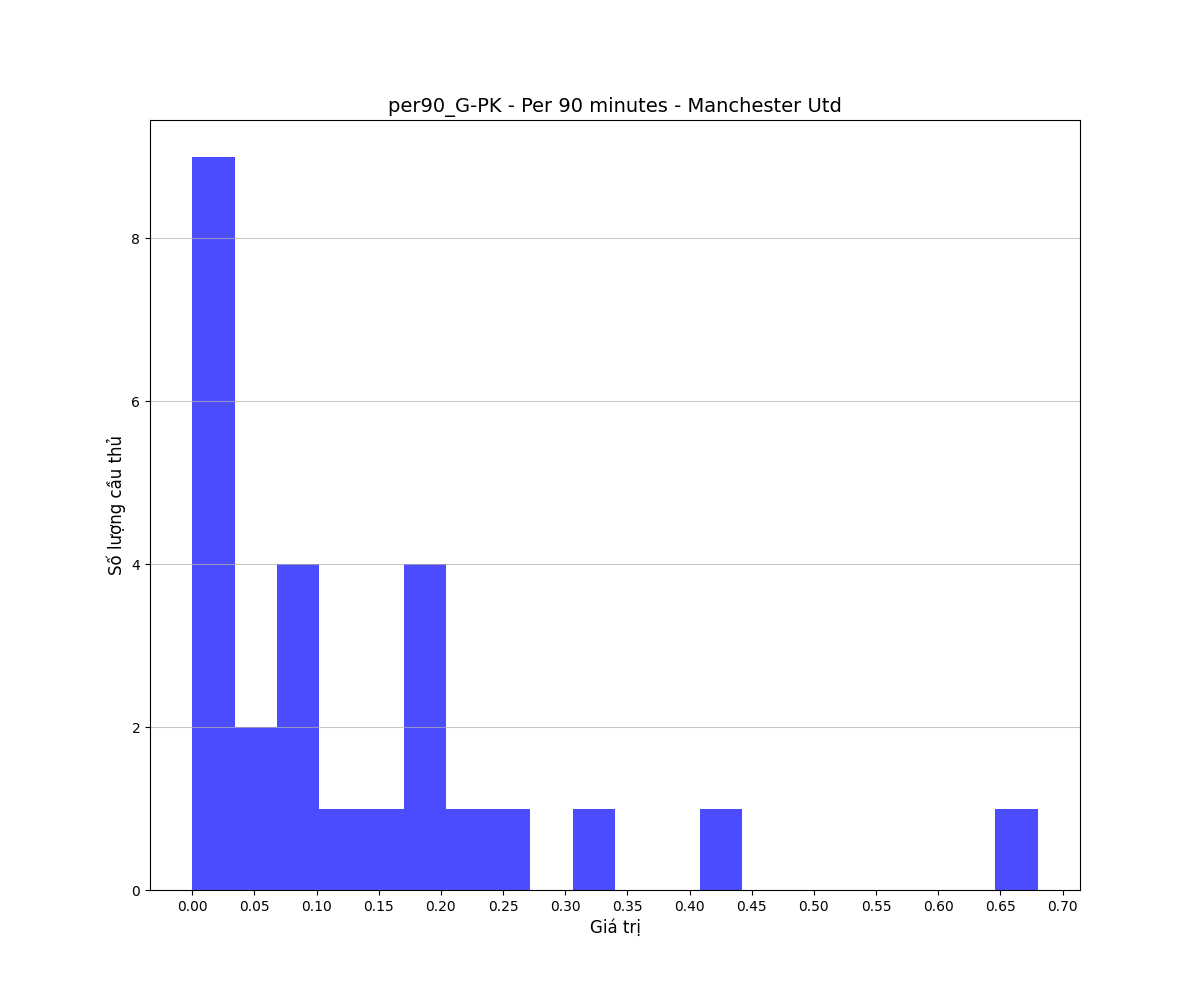 per90_G-PK - Per 90 minutes - Manchester Utd
Số lượng cầu thủ
8
6
4
2
0
0.00 0.05 0.10 0.15 0.20 0.25 0.30 0.35 0.40 0.45 0.50 0.55 0.60 0.65 0.70
Giá trị